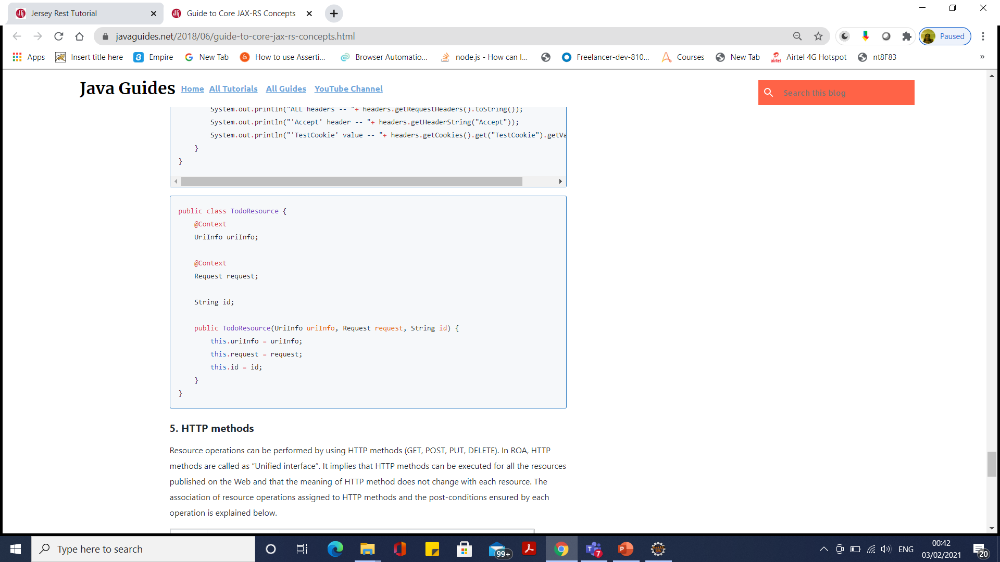 Jersey Rest Tutorial
Guide to Core JAX-RS Concepts
javaguides.net/2018/06/guide-to-core-jax-rs-concepts.html
Paused
Apps
Insert title here
Empire
New Tab
How to use Asserti...
Browser Automatio...
node.js - How can I...
Freelancer-dev-810...
Courses
New Tab
Airtel 4G Hotspot
nt8F83
»
Java Guides Home All Tutorials All Guides YouTube Channel
Search this blog
System.out.println("ALL headers -- "+ headers.getRequestHeaders().toString());
System.out.println("'Accept' header -- "+ headers.getHeaderString("Accept"));
System.out.println("'TestCookie' value -- "+ headers.getCookies().get("TestCookie").getVa
}
}
public class TodoResource {
@Context
UriInfo uriInfo;
@Context
Request request;
String id;
public TodoResource(UriInfo uriInfo, Request request, String id) {
this.uriInfo = uriInfo;
this.request = request;
this.id = id;
}
}
5. HTTP methods
Resource operations can be performed by using HTTP methods (GET, POST, PUT, DELETE). In ROA, HTTP
methods are called as “Unified interface”. It implies that HTTP methods can be executed for all the resources
published on the Web and that the meaning of HTTP method does not change with each resource. The
association of resource operations assigned to HTTP methods and the post-conditions ensured by each
operation is explained below.
Type here to search
99+
7
ENG
00:42
03/02/2021
20